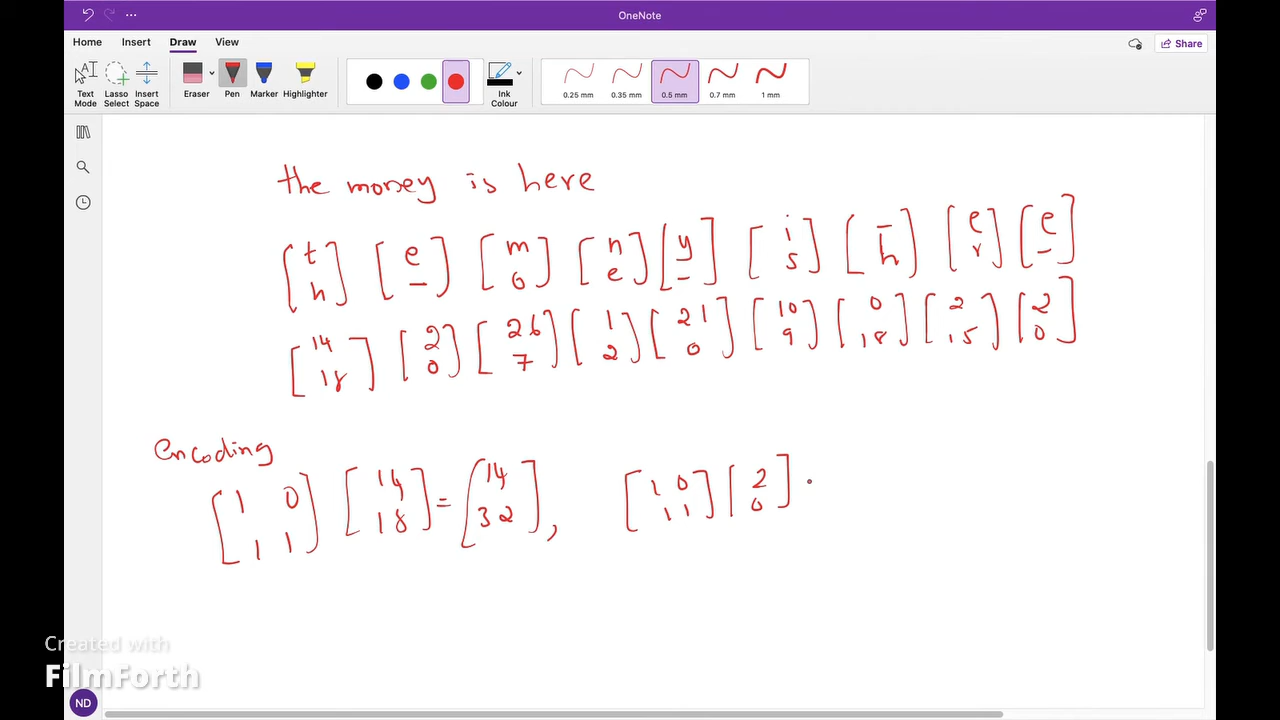 OneNote
Home Insert Draw View Share
Text Mode Lasso Select Insert Space Eraser Pen Marker Highlighter Ink Colour 0.25 mm 0.35 mm 0.5 mm 0.7 mm 1 mm
the money is here
[t h] [e _] [m o] [n e] [y _] [i s] [_ h] [e r] [e _]
[14 18] [2 0] [26 7] [1 2] [21 0] [10 9] [0 18] [2 15] [2 0]
encoding
[1 0 1 1] [14 18] = [14 32], [1 0 1 1] [2 0]
Created with
FilmForth
ND